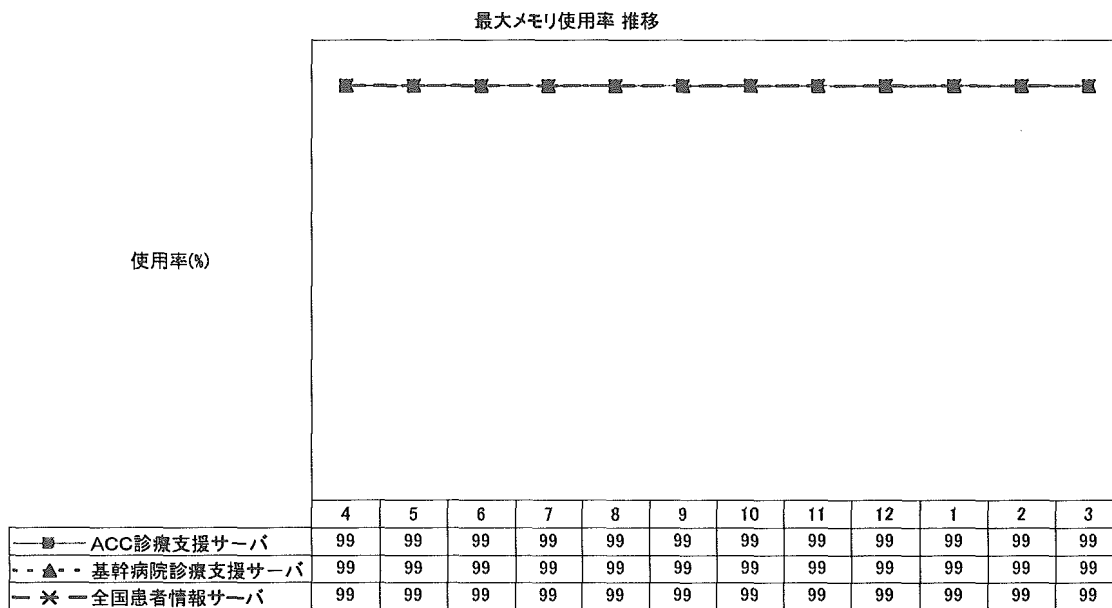 最大メモリ使用率 推移
使用率(%)
4 5 6 7 8 9 10 11 12 1 2 3
ACC診療支援サーバ 99 99 99 99 99 99 99 99 99 99 99 99
基幹病院診療支援サーバ 99 99 99 99 99 99 99 99 99 99 99 99
全国患者情報サーバ 99 99 99 99 99 99 99 99 99 99 99 99